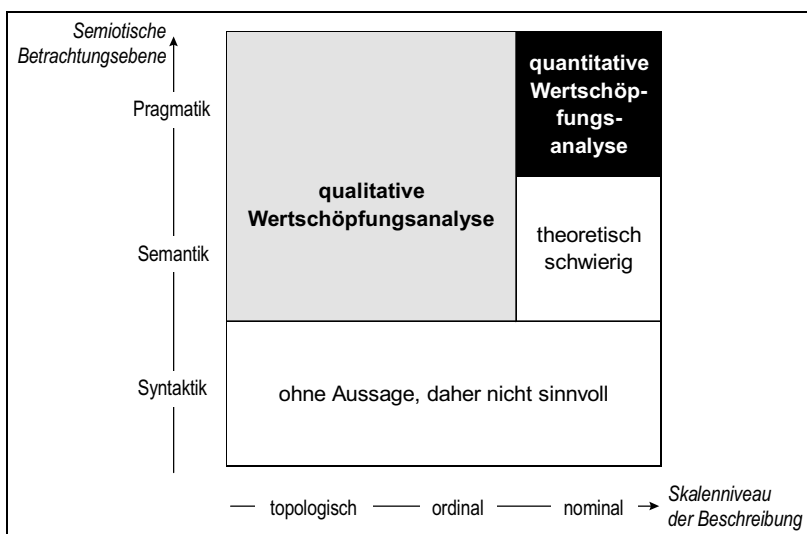 Semiotische
Betrachtungsebene
Pragmatik
quantitative
Wertschöp-
fungs-
analyse
qualitative
Wertschöpfungsanalyse
Semantik
theoretisch
schwierig
Syntaktik
ohne Aussage, daher nicht sinnvoll
topologisch
ordinal
nominal
Skalenniveau
der Beschreibung